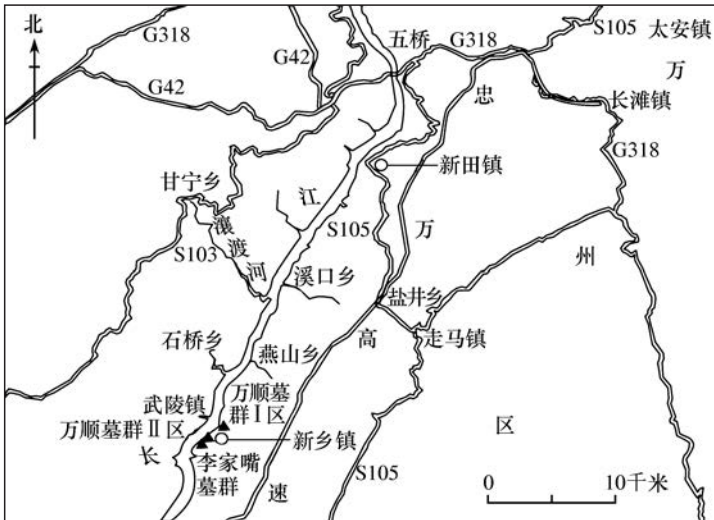 北
G318
G42
G42
五桥
G318
S105
太安镇
万
忠
长滩镇
G318
甘宁乡
江
新田镇
瀼
渡
河
S103
S105
万
州
溪口乡
盐井乡
石桥乡
燕山乡
高
走马镇
武陵镇
万顺墓
群Ⅰ区
万顺墓群Ⅱ区
新乡镇
区
长
李家嘴
墓群
速
S105
0
10千米